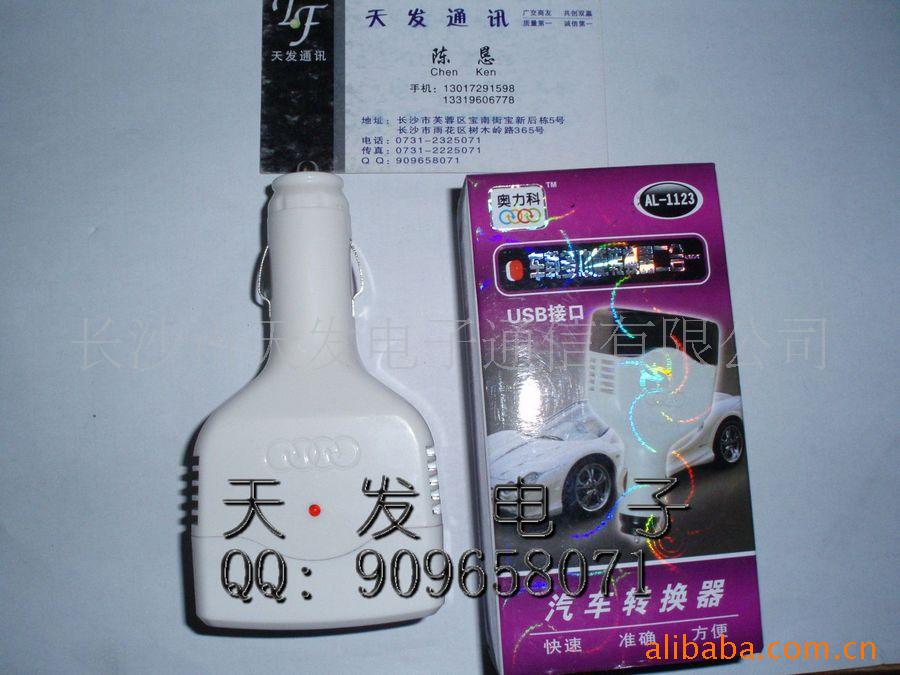 TF
天发通讯
天发通讯
广交商友 共创双赢
质量第一 诚信第一
陈恳
Chen Ken
手机：13017291598
13319606778
地址：长沙市芙蓉区宝南街宝新后栋5号
长沙市雨花区树木岭路365号
电话：0731-2325071
传真：0731-2225071
QQ：909658071
奥力科 TM
AL-1123
USB接口
长沙天发电子通信有限公司
天发电子
QQ：909658071
汽车转换器
快速 准确 方便
alibaba.com.cn